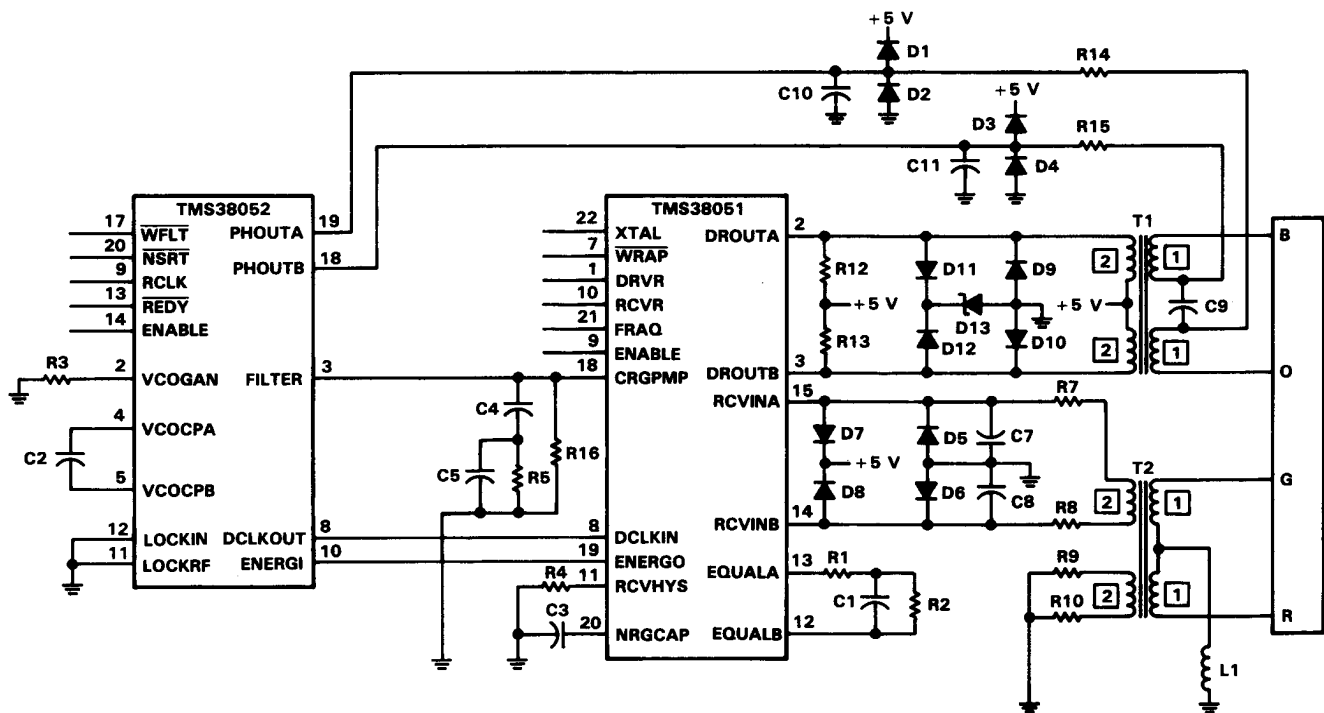 +5 V
D1
R14
C10
D2
+5 V
D3
R15
C11
D4
TMS38052
17 WFLT
20 NSRT
9 RCLK
13 REDY
14 ENABLE
2 VCOGAN
4 VCOCPA
5 VCOCPB
12 LOCKIN
11 LOCKRF
PHOUTA 19
PHOUTB 18
FILTER 3
DCLKOUT 8
ENERGI 10
R3
C2
C4
C5
R5
R16
R4
C3
TMS38051
22 XTAL
7 WRAP
1 DRVR
10 RCVR
21 FRAQ
9 ENABLE
18 CRGPMP
8 DCLKIN
19 ENERGO
11 RCVHYS
20 NRGCAP
DROUTA 2
DROUTB 3
RCVINA 15
RCVINB 14
EQUALA 13
EQUALB 12
R12
+5 V
R13
D11
D9
D13
D12
D10
+5 V
T1
2
1
C9
2
1
R7
D7
D5
C7
+5 V
D8
D6
C8
R8
T2
2
1
R9
R10
2
1
R1
C1
R2
L1
B
O
G
R